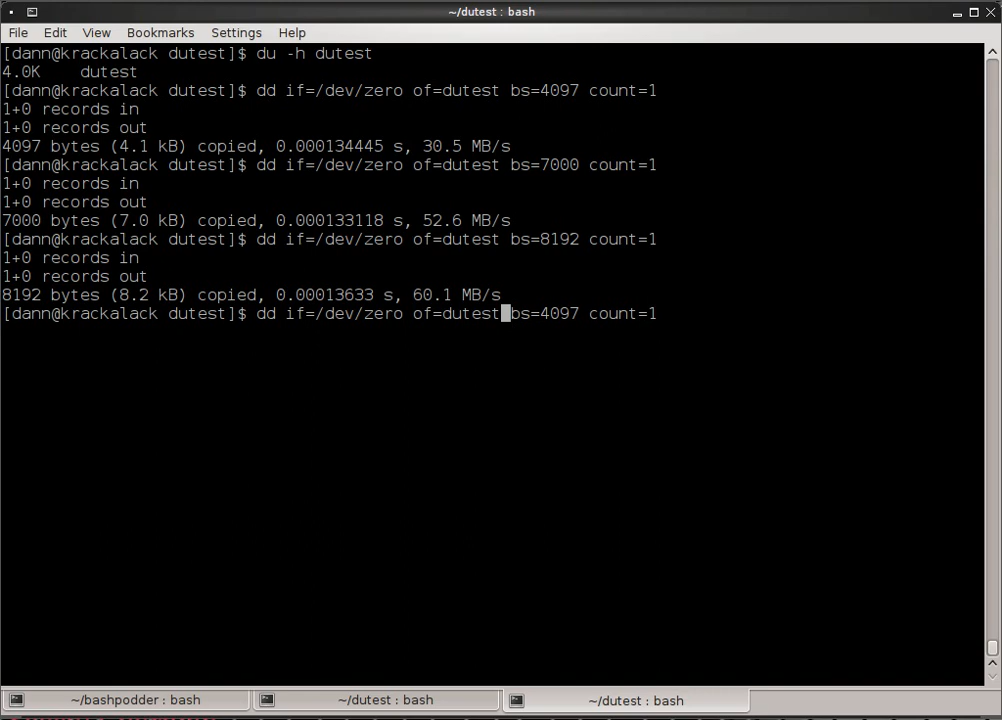 ~/dutest : bash
File Edit View Bookmarks Settings Help
[dann@krackalack dutest]$ du -h dutest
4.0K    dutest
[dann@krackalack dutest]$ dd if=/dev/zero of=dutest bs=4097 count=1
1+0 records in
1+0 records out
4097 bytes (4.1 kB) copied, 0.000134445 s, 30.5 MB/s
[dann@krackalack dutest]$ dd if=/dev/zero of=dutest bs=7000 count=1
1+0 records in
1+0 records out
7000 bytes (7.0 kB) copied, 0.000133118 s, 52.6 MB/s
[dann@krackalack dutest]$ dd if=/dev/zero of=dutest bs=8192 count=1
1+0 records in
1+0 records out
8192 bytes (8.2 kB) copied, 0.00013633 s, 60.1 MB/s
[dann@krackalack dutest]$ dd if=/dev/zero of=dutest bs=4097 count=1
~/bashpodder : bash ~/dutest : bash ~/dutest : bash